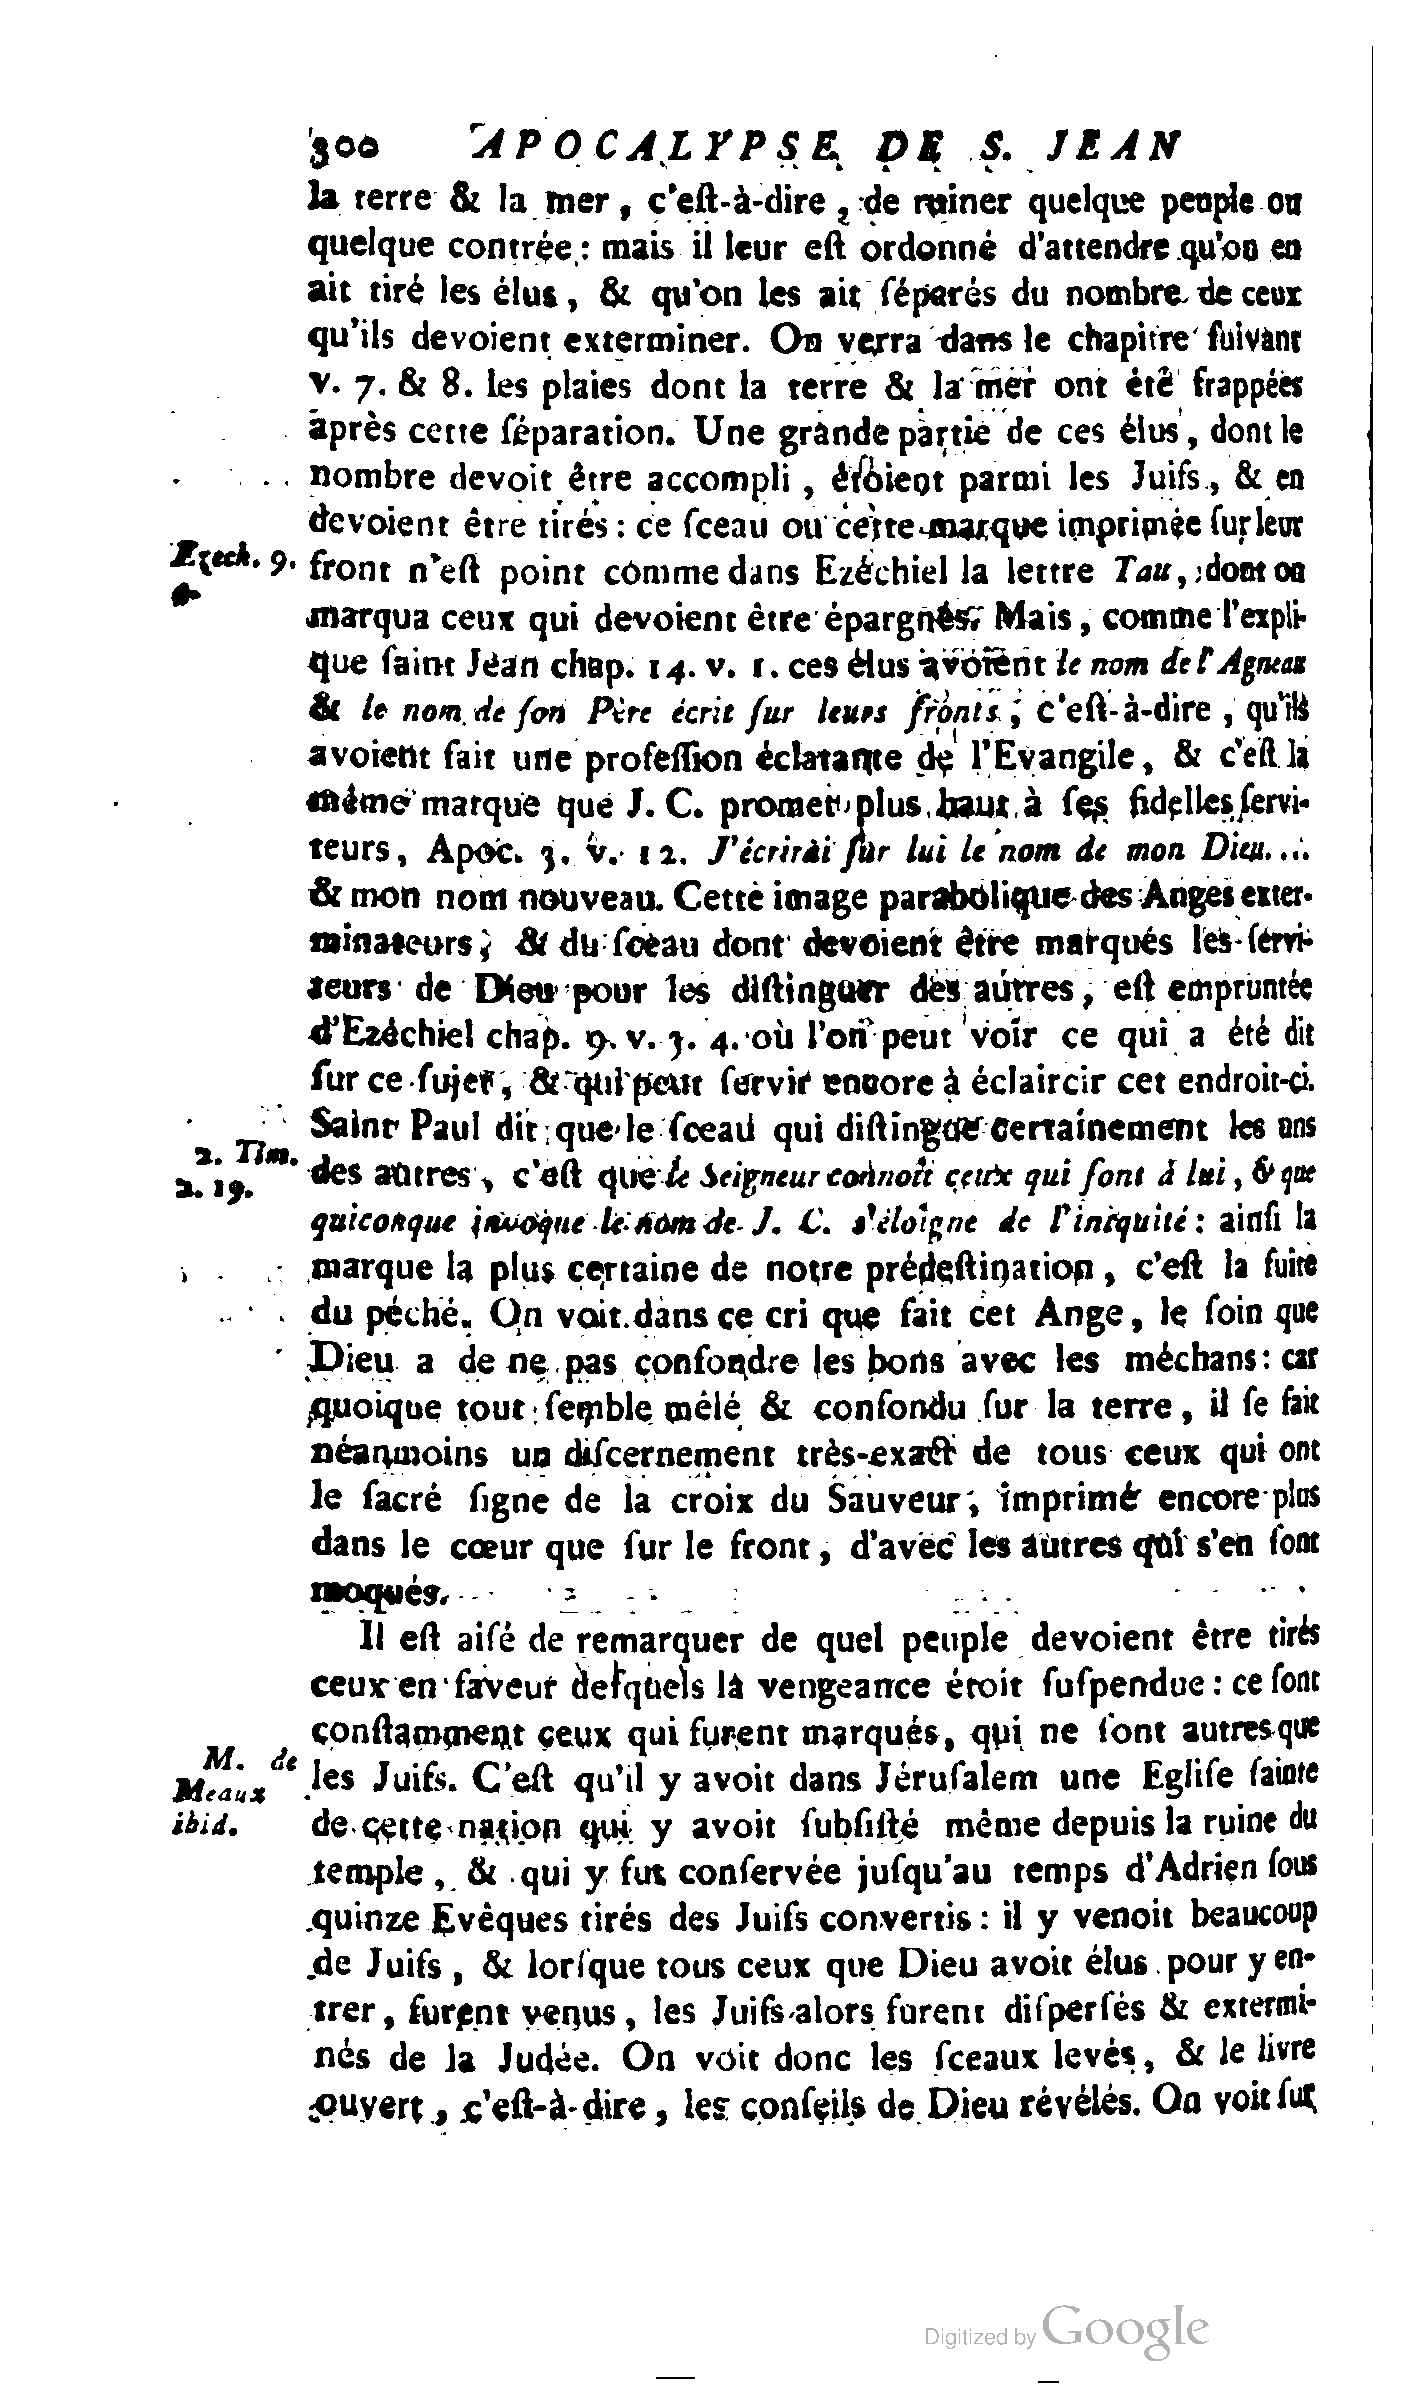 300 APOCALYPSE DE S. JEAN
la terre & la mer, c'eſt-à-dire, de ruiner quelque peuple ou
quelque contrée: mais il leur eſt ordonné d'attendre qu'on en
ait tiré les élus, & qu'on les ait ſéparés du nombre de ceux
qu'ils devoient exterminer. On verra dans le chapitre ſuivant
v. 7. & 8. les plaies dont la terre & la mer ont été frappées
après cette ſéparation. Une grande partie de ces élus, dont le
nombre devoit être accompli, étoient parmi les Juifs, & en
devoient être tirés: ce ſceau ou cette marque imprimée ſur leur
Ezech. 9. front n'eſt point comme dans Ezéchiel la lettre Tau, dont on
marqua ceux qui devoient être épargnés. Mais, comme l'expli-
que ſaint Jean chap. 14. v. 1. ces élus avoient le nom de l'Agneau
& le nom de ſon Père écrit ſur leurs fronts; c'eſt-à-dire, qu'ils
avoient fait une profeſſion éclatante de l'Evangile, & c'eſt la
même marque que J. C. promet plus haut à ſes fidelles ſervi-
teurs, Apoc. 3. v. 12. J'écrirai ſur lui le nom de mon Dieu....
& mon nom nouveau. Cette image parabolique des Anges exter-
minateurs, & du ſceau dont devoient être marqués les ſervi-
teurs de Dieu pour les diſtinguer des autres, eſt empruntée
d'Ezéchiel chap. 9. v. 3. 4. où l'on peut voir ce qui a été dit
ſur ce ſujet, & qui peut ſervir encore à éclaircir cet endroit-ci.
Saint Paul dit que le ſceau qui diſtingue certainement les uns
2. Tim. 2. 19. des autres, c'eſt que le Seigneur connoît ceux qui ſont à lui, & que
quiconque invoque le nom de J. C. s'éloigne de l'iniquité: ainſi la
marque la plus certaine de notre prédeſtination, c'eſt la fuite
du péché. On voit dans ce cri que fait cet Ange, le ſoin que
Dieu a de ne pas confondre les bons avec les méchans: car
quoique tout ſemble mêlé & confondu ſur la terre, il ſe fait
néanmoins un diſcernement très-exact de tous ceux qui ont
le ſacré ſigne de la croix du Sauveur, imprimé encore plus
dans le cœur que ſur le front, d'avec les autres qui s'en ſont
moqués.
Il eſt aiſé de remarquer de quel peuple devoient être tirés
ceux en faveur deſquels la vengeance étoit ſuſpendue: ce ſont
conſtamment ceux qui furent marqués, qui ne ſont autres que
M. de Meaux ibid. les Juifs. C'eſt qu'il y avoit dans Jéruſalem une Egliſe ſainte
de cette nation qui y avoit ſubſiſté même depuis la ruine du
temple, & qui y fut conſervée juſqu'au temps d'Adrien ſous
quinze Evêques tirés des Juifs convertis: il y venoit beaucoup
de Juifs, & lorſque tous ceux que Dieu avoit élus pour y en-
trer, furent venus, les Juifs alors furent diſperſés & extermi-
nés de la Judée. On voit donc les ſceaux levés, & le livre
ouvert, c'eſt-à-dire, les conſeils de Dieu révélés. On voit ſur
Digitized by Google